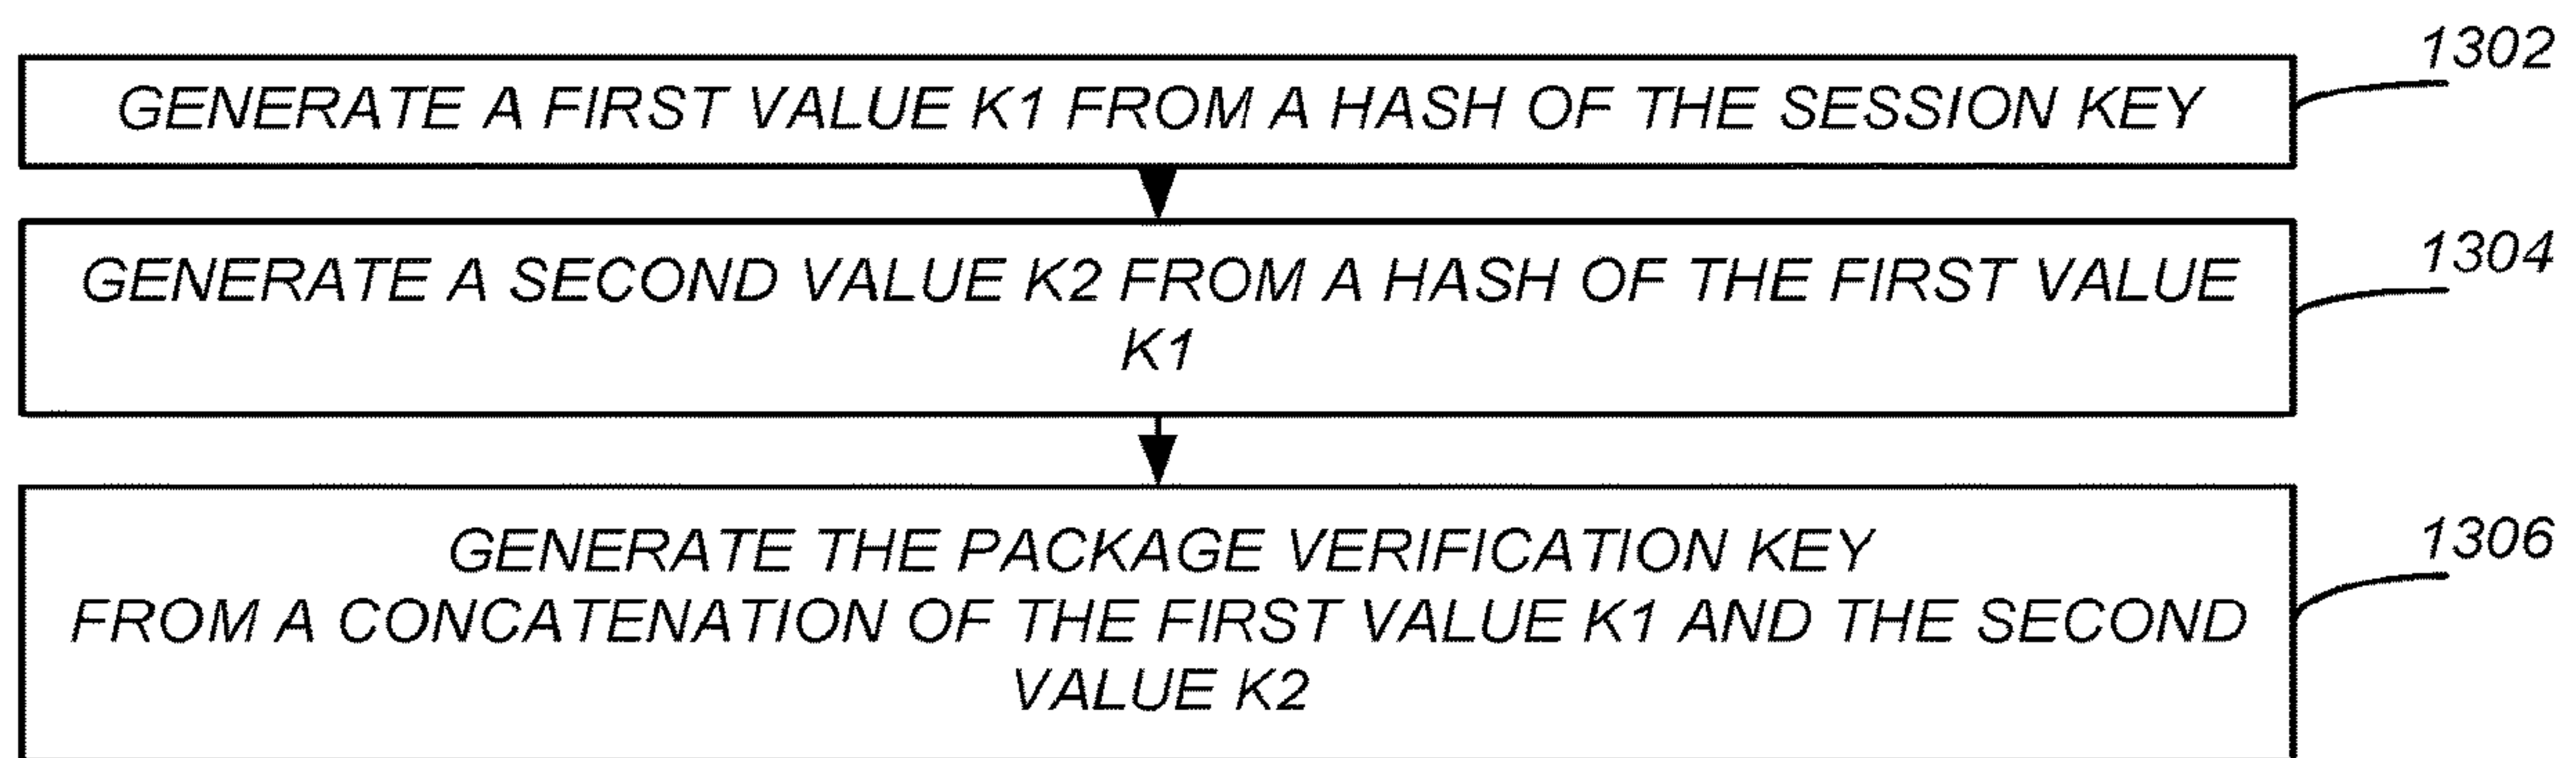 1302
GENERATE A FIRST VALUE K1 FROM A HASH OF THE SESSION KEY
1304
GENERATE A SECOND VALUE K2 FROM A HASH OF THE FIRST VALUE
K1
1306
GENERATE THE PACKAGE VERIFICATION KEY
FROM A CONCATENATION OF THE FIRST VALUE K1 AND THE SECOND
VALUE K2